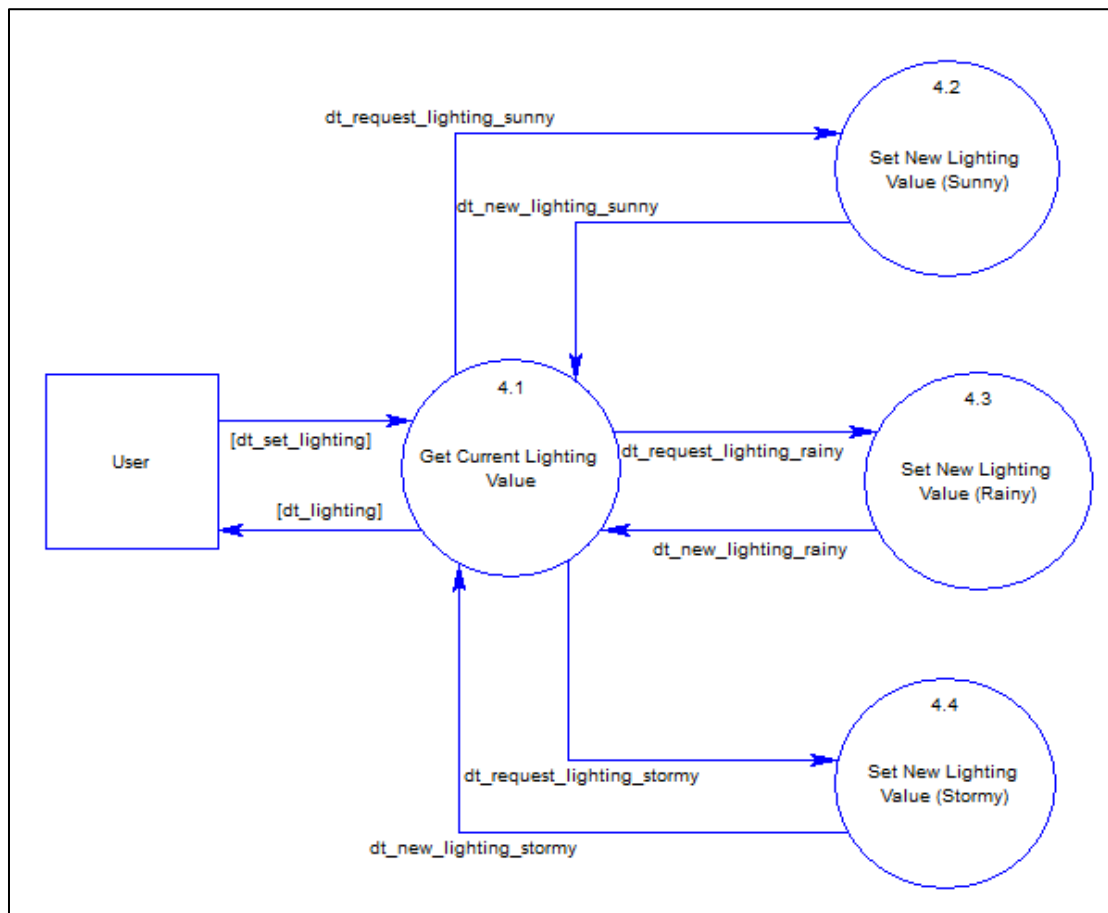 4.2
dt_request_lighting_sunny
Set New Lighting
Value (Sunny)
dt_new_lighting_sunny
4.1
4.3
[dt_set_lighting]
dt_request_lighting_rainy
User
Get Current Lighting
Value
Set New Lighting
Value (Rainy)
[dt_lighting]
dt_new_lighting_rainy
4.4
dt_request_lighting_stormy
Set New Lighting
Value (Stormy)
dt_new_lighting_stormy